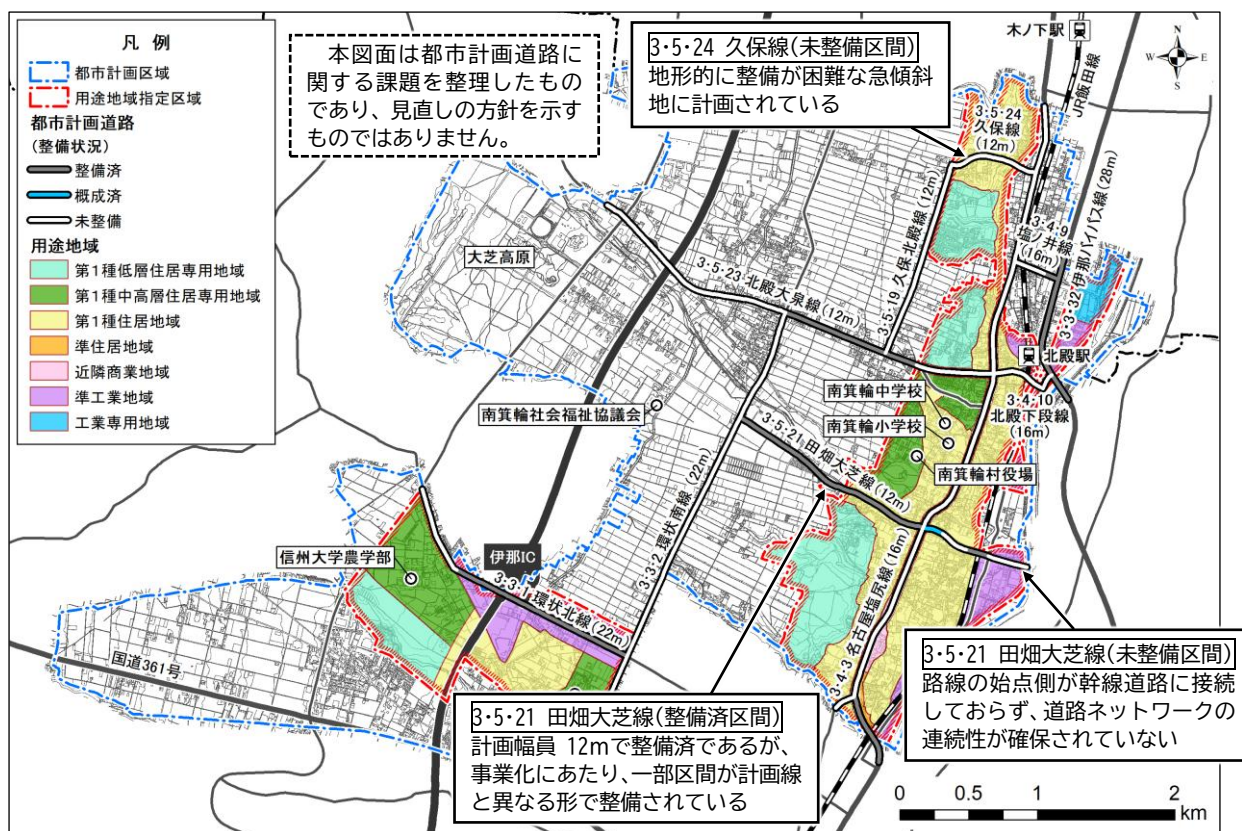 凡 例
都市計画区域
用途地域指定区域
都市計画道路
(整備状況)
整備済
概成済
未整備
用途地域
第1種低層住居専用地域
第1種中高層住居専用地域
第1種住居地域
準住居地域
近隣商業地域
準工業地域
工業専用地域
本図面は都市計画道路に
関する課題を整理したもの
であり、見直しの方針を示す
ものではありません。
3・5・24 久保線(未整備区間)
地形的に整備が困難な急傾斜
地に計画されている
木ノ下駅
N
W
E
S
JR飯田線
3・5・24
久保線
(12m)
3・5・19 久保北殿線(12m)
3・4・9
塩ノ井線
(16m)
3・3・32 伊那バイパス線(28m)
大芝高原
3・5・23 北殿大泉線(12m)
北殿駅
南箕輪中学校
3・4・10
北殿下段線
(16m)
南箕輪社会福祉協議会
南箕輪小学校
3・5・21 田畑大芝線(12m)
南箕輪村役場
3・3・2 環状南線(22m)
信州大学農学部
伊那IC
3・3・
環状北線(22m)
3・4・3 名古屋塩尻線(16m)
国道361号
3・5・21 田畑大芝線(未整備区間)
路線の始点側が幹線道路に接続
しておらず、道路ネットワークの
連続性が確保されていない
3・5・21 田畑大芝線(整備済区間)
計画幅員 12mで整備済であるが、
事業化にあたり、一部区間が計画線
と異なる形で整備されている
0
0.5
1
2
km